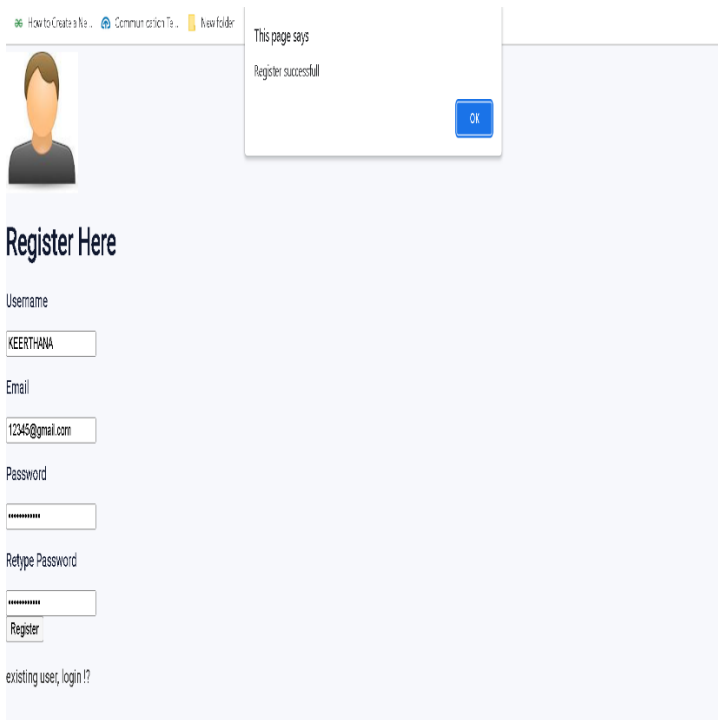 How to Create a Ne...
Communication Te...
New folder
This page says
Register successfull
OK
Register Here
Username
KEERTHANA
Email
12345@gmail.com
Password
••••••••••••
Retype Password
••••••••••••
Register
existing user, login !?